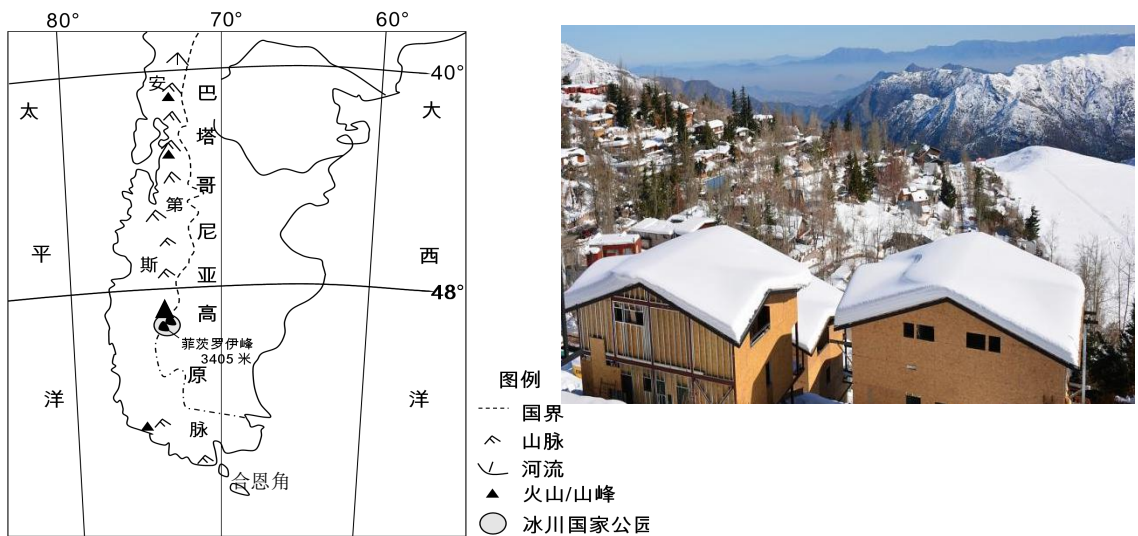 80°
70°
60°
40°
安
巴
太
大
塔
哥
第
尼
平
西
斯
亚
48°
高
菲茨罗伊峰
3405 米
原
洋
洋
脉
合恩角
图例
国界
山脉
河流
火山/山峰
冰川国家公园